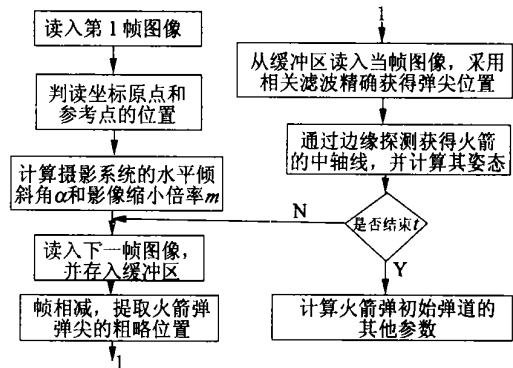 读入第1帧图像
判读坐标原点和
参考点的位置
计算摄影系统的水平倾
斜角α和影像缩小倍率m
读入下一帧图像，
并存入缓冲区
帧相减，提取火箭弹
弹尖的粗略位置
1
1
从缓冲区读入当帧图像，采用
相关滤波精确获得弹尖位置
通过边缘探测获得火箭
的中轴线，并计算其姿态
N
是否结束t
Y
计算火箭弹初始弹道的
其他参数